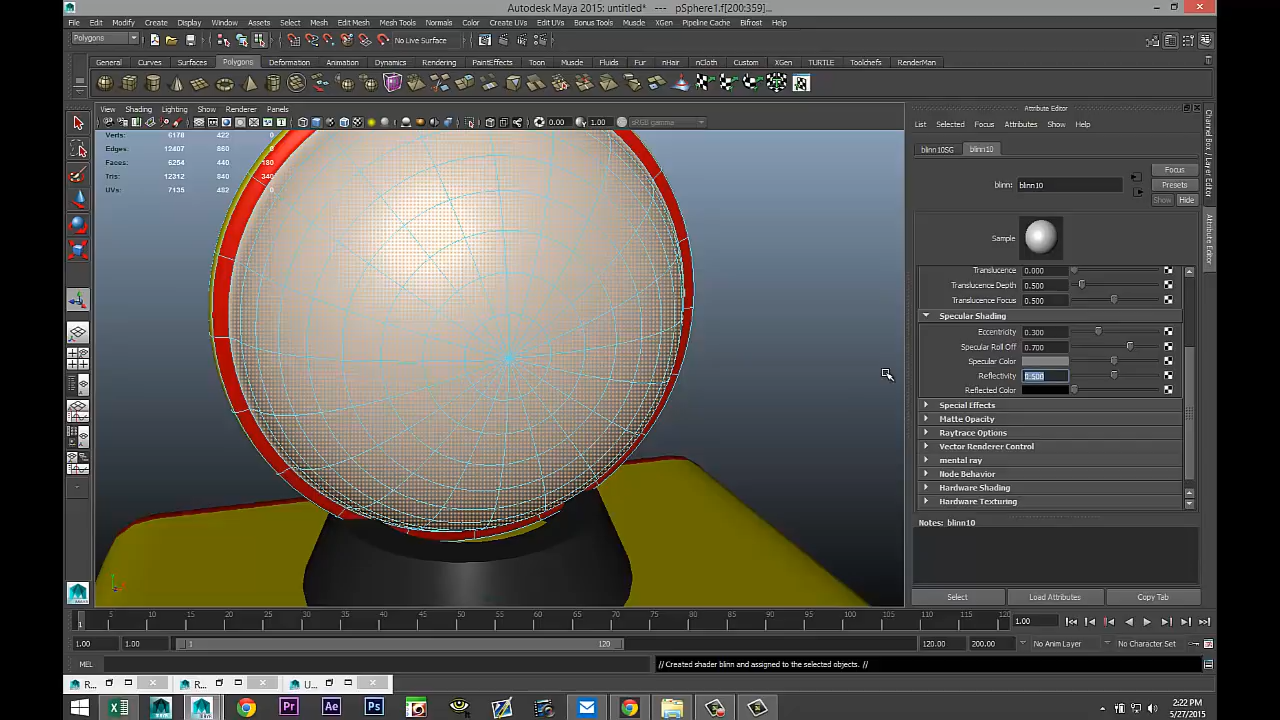 Autodesk Maya 2015: untitled* --- pSphere1.f[200:359]...
File Edit Modify Create Display Window Assets Select Mesh Edit Mesh Mesh Tools Normals Color Create UVs Edit UVs Bonus Tools Muscle XGen Pipeline Cache Bifrost Help
Polygons No Live Surface
General Curves Surfaces Polygons Deformation Animation Dynamics Rendering PaintEffects Toon Muscle Fluids Fur nHair nCloth Custom XGen TURTLE Toolchefs RenderMan
View Shading Lighting Show Renderer Panels
Attribute Editor
0.00 1.00 sRGB gamma
List Selected Focus Attributes Show Help
Verts: 6178 422 0
Edges: 12407 860 0
Faces: 6254 440 180
Tris: 12312 840 340
UVs: 7135 482 0
blinn10SG blinn10
Focus
blinn: blinn10 Presets
Show Hide
Sample
Translucence 0.000
Translucence Depth 0.500
Translucence Focus 0.500
Specular Shading
Eccentricity 0.300
Specular Roll Off 0.700
Specular Color
Reflectivity 0.500
Reflected Color
Special Effects
Matte Opacity
Raytrace Options
Vector Renderer Control
mental ray
Node Behavior
Hardware Shading
Hardware Texturing
Notes: blinn10
Select Load Attributes Copy Tab
Channel Box / Layer Editor
Attribute Editor
1 5 10 15 20 25 30 35 40 45 50 55 60 65 70 75 80 85 90 95 100 105 110 115 120 1.00
1.00 1.00 1 120 120.00 200.00 No Anim Layer No Character Set
MEL // Created shader blinn and assigned to the selected objects. //
R... R... U...
Pr Ae Ps
2:22 PM
5/27/2015